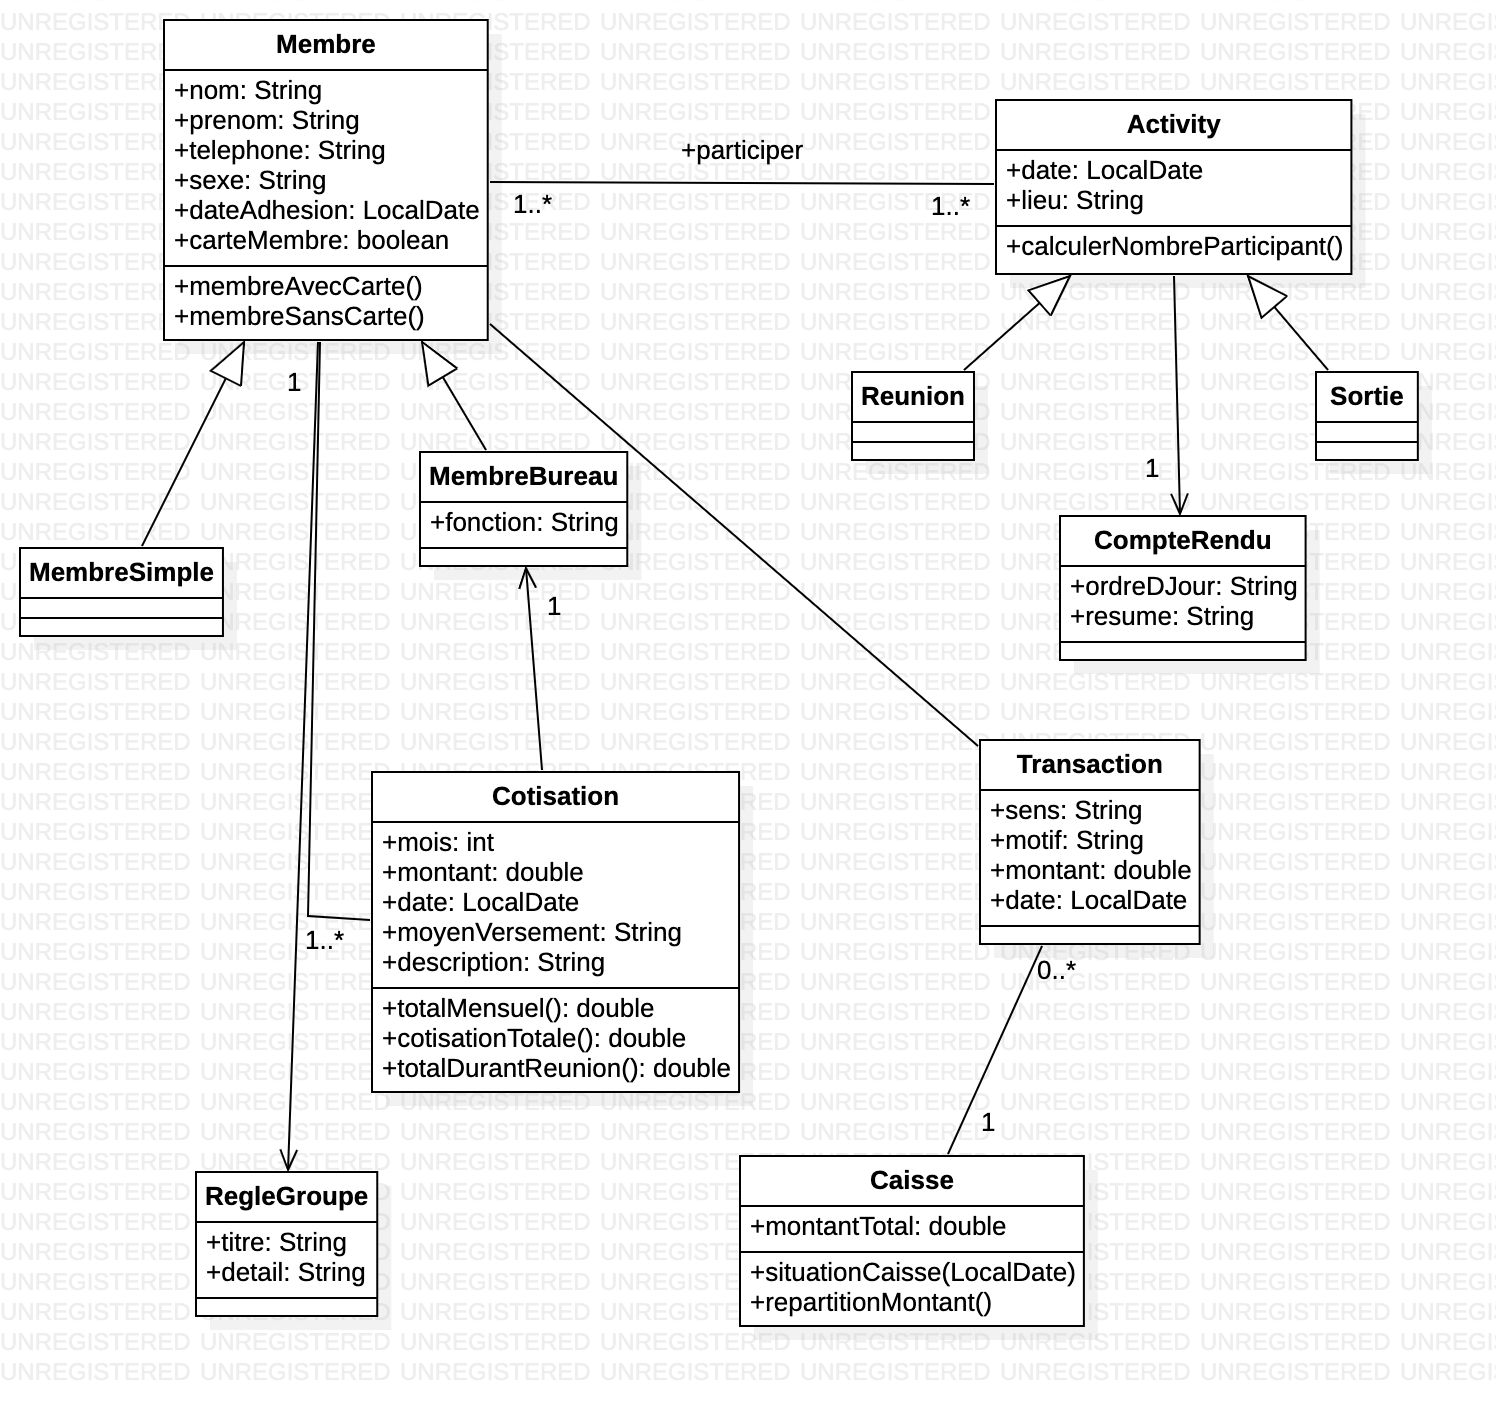 Membre
+nom: String
+prenom: String
+telephone: String
+sexe: String
+dateAdhesion: LocalDate
+carteMembre: boolean
+membreAvecCarte()
+membreSansCarte()
+participer
1..*
1..*
Activity
+date: LocalDate
+lieu: String
+calculerNombreParticipant()
1
Reunion
Sortie
MembreBureau
+fonction: String
1
CompteRendu
+ordreDJour: String
+resume: String
MembreSimple
1
Transaction
+sens: String
+motif: String
+montant: double
+date: LocalDate
Cotisation
+mois: int
+montant: double
+date: LocalDate
+moyenVersement: String
+description: String
+totalMensuel(): double
+cotisationTotale(): double
+totalDurantReunion(): double
1..*
0..*
1
RegleGroupe
+titre: String
+detail: String
Caisse
+montantTotal: double
+situationCaisse(LocalDate)
+repartitionMontant()
UNREGISTERED